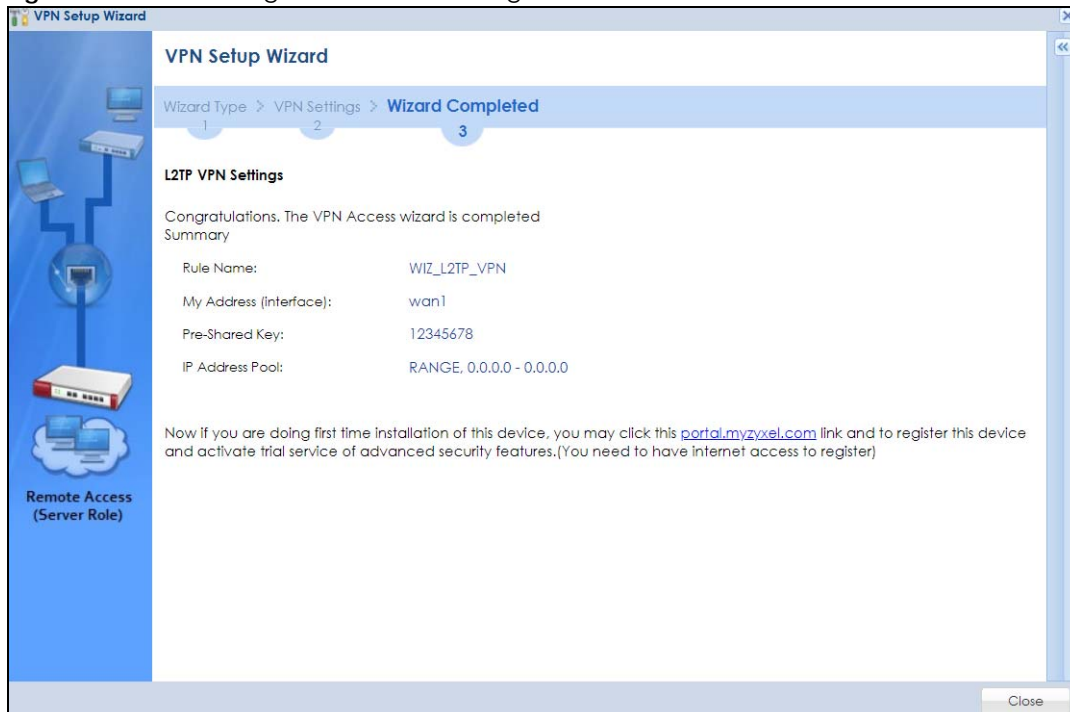 VPN Setup Wizard
VPN Setup Wizard
Wizard Type > VPN Settings > Wizard Completed
1 2 3
L2TP VPN Settings
Congratulations. The VPN Access wizard is completed
Summary
Rule Name: WIZ_L2TP_VPN
My Address (interface): wan1
Pre-Shared Key: 12345678
IP Address Pool: RANGE, 0.0.0.0 - 0.0.0.0
Now if you are doing first time installation of this device, you may click this portal.myzyxel.com link and to register this device
and activate trial service of advanced security features.(You need to have internet access to register)
Remote Access
(Server Role)
Close